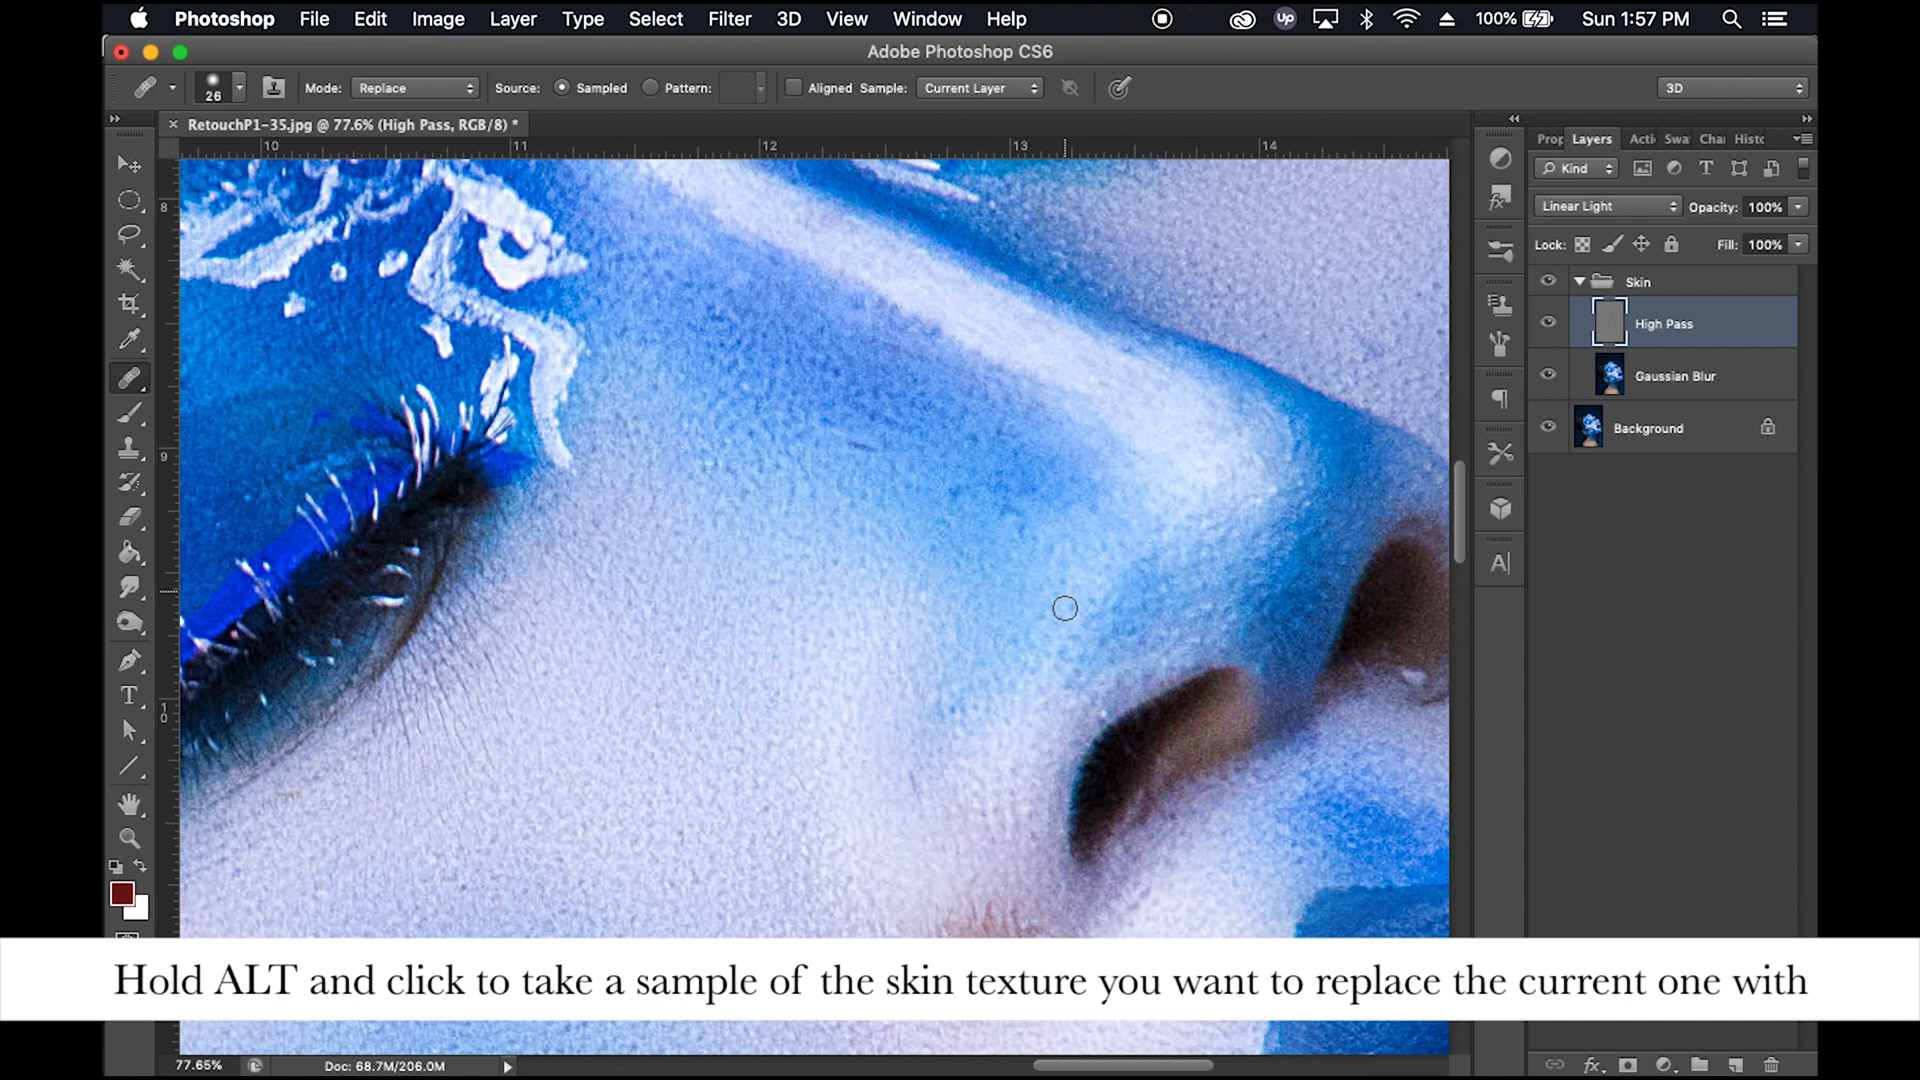 Photoshop File Edit Image Layer Type Select Filter 3D View Window Help UP 100% Sun 1:57 PM
Adobe Photoshop CS6
26 Mode: Replace Source: Sampled Pattern: Aligned Sample: Current Layer 3D
RetouchP1-35.jpg @ 77.6% (High Pass, RGB/8) *
Prop Layers Acti Swa Cha Histo
10 11 12 13 14
Kind
8
Linear Light Opacity: 100%
Lock: Fill: 100%
Skin
High Pass
Gaussian Blur
Background
9
10
Hold ALT and click to take a sample of the skin texture you want to replace the current one with
77.65% Doc: 68.7M/206.0M